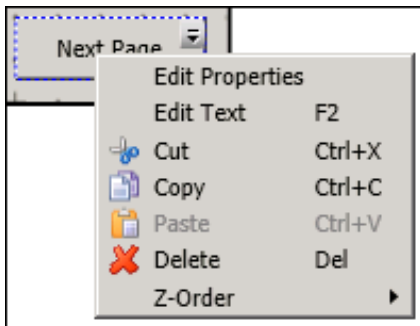 Next Page
Edit Properties
Edit Text F2
Cut Ctrl+X
Copy Ctrl+C
Paste Ctrl+V
Delete Del
Z-Order